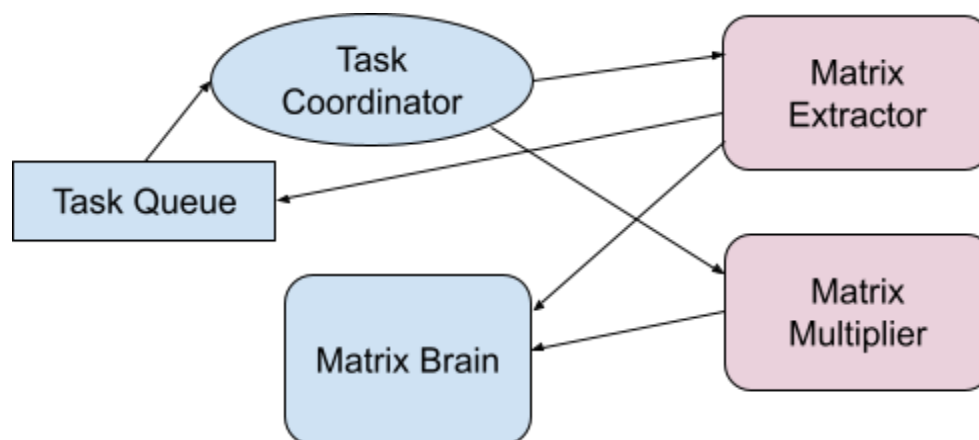 Task
Coordinator
Matrix
Extractor
Task Queue
Matrix
Multiplier
Matrix Brain